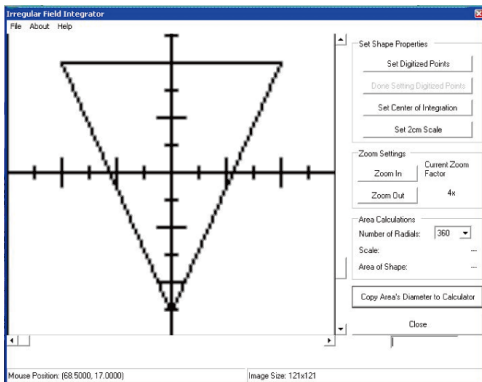 Irregular Field Integrator
File About Help
Set Shape Properties
Set Digitized Points
Done Setting Digitized Points
Set Center of Integration
Set 2cm Scale
Zoom Settings
Zoom In
Current Zoom
Factor
Zoom Out
4x
Area Calculations
Number of Radials: 360
Scale: ---
Area of Shape: ---
Copy Area's Diameter to Calculator
Close
Mouse Position: (68.5000, 17.0000) Image Size: 121x121